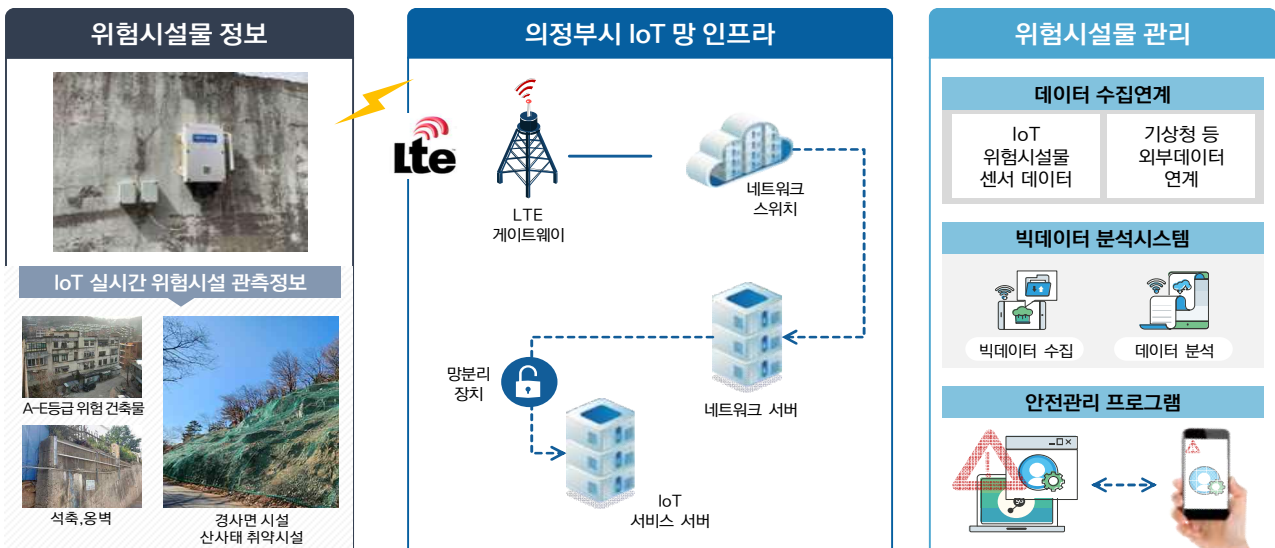 위험시설물 정보
IoT 실시간 위험시설 관측정보
A-E등급 위험 건축물
석축,옹벽
경사면 시설
산사태 취약시설
의정부시 IoT 망 인프라
Lte
LTE
게이트웨이
네트워크
스위치
네트워크 서버
망분리
장치
IoT
서비스 서버
위험시설물 관리
데이터 수집연계
IoT
위험시설물
센서 데이터
기상청 등
외부데이터
연계
빅데이터 분석시스템
빅데이터 수집
데이터 분석
안전관리 프로그램